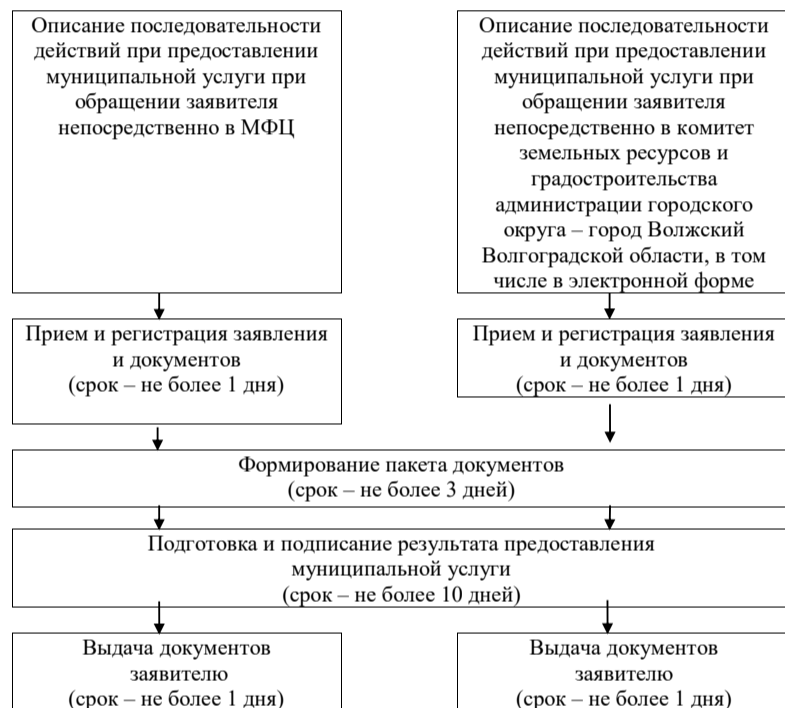 Описание последовательности
действий при предоставлении
муниципальной услуги при
обращении заявителя
непосредственно в МФЦ
Описание последовательности
действий при предоставлении
муниципальной услуги при
обращении заявителя
непосредственно в комитет
земельных ресурсов и
градостроительства
администрации городского
округа – город Волжский
Волгоградской области, в том
числе в электронной форме
Прием и регистрация заявления
и документов
(срок – не более 1 дня)
Прием и регистрация заявления
и документов
(срок – не более 1 дня)
Формирование пакета документов
(срок – не более 3 дней)
Подготовка и подписание результата предоставления
муниципальной услуги
(срок – не более 10 дней)
Выдача документов
заявителю
(срок – не более 1 дня)
Выдача документов
заявителю
(срок – не более 1 дня)